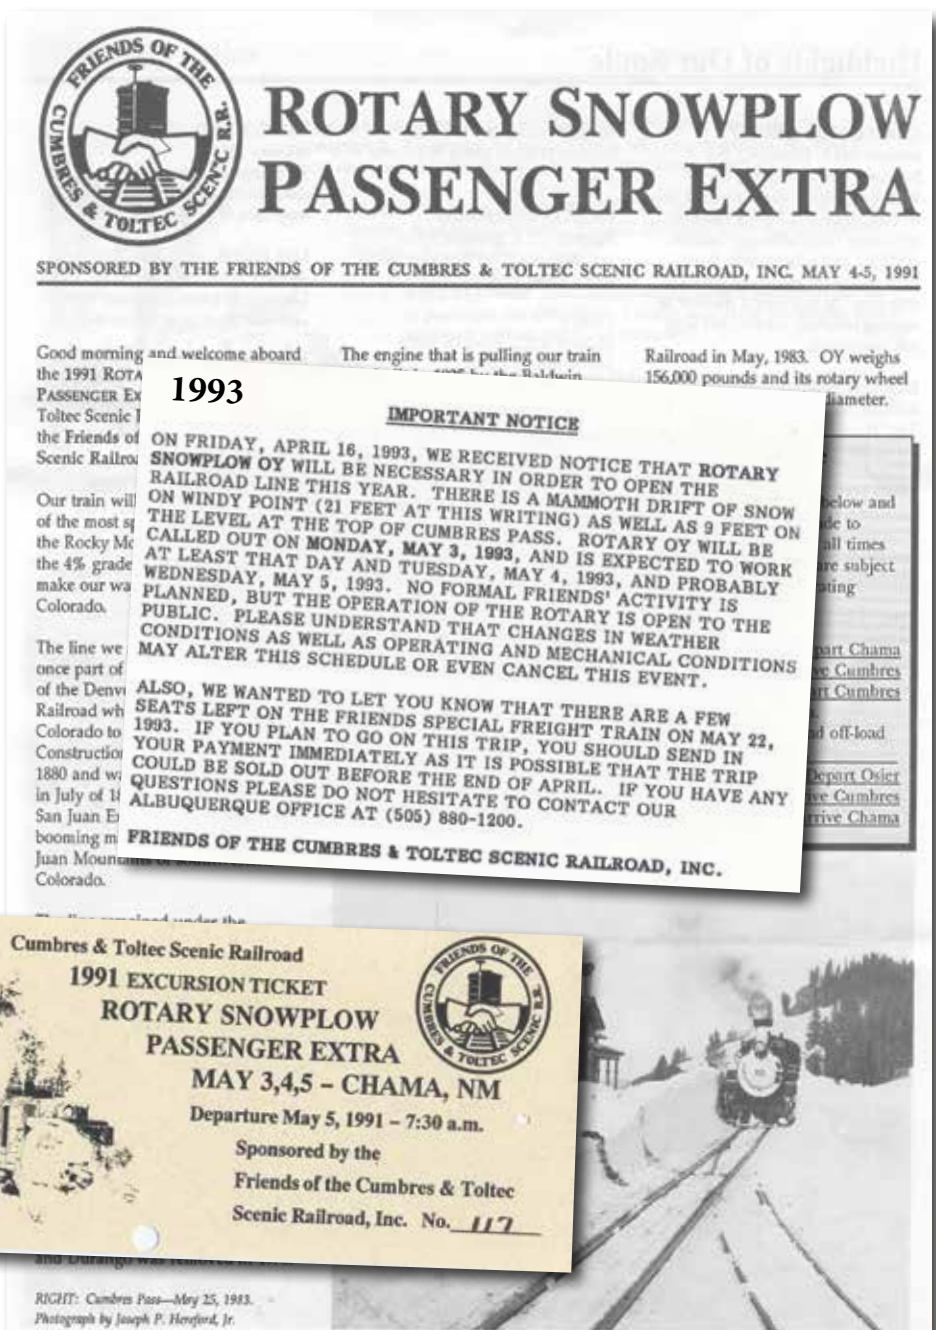 FRIENDS OF THE
CUMBRES & TOLTEC SCENIC R.R.
ROTARY SNOWPLOW
PASSENGER EXTRA
SPONSORED BY THE FRIENDS OF THE CUMBRES & TOLTEC SCENIC RAILROAD, INC. MAY 4-5, 1991
Good morning and welcome aboard
the 1991
PASSENGER
Toltec Scenic
the Friends of
Scenic
Our train will
of the most
the Rocky
the 4% grade
make our
Colorado.
The line we
once part of
of the
Railroad
Colorado to
1880 and
in July of
San Juan
booming
Juan
Colorado.
The engine that is pulling our train
by the Baldwin
Railroad in May, 1983. OY weighs
156,000 pounds and its rotary wheel
diameter.
below and
to
all times
are subject
Chama
Cumbres
Cumbres
off-load
Depart Osier
Cumbres
Chama
1993
IMPORTANT NOTICE
ON FRIDAY, APRIL 16, 1993, WE RECEIVED NOTICE THAT ROTARY
SNOWPLOW OY WILL BE NECESSARY IN ORDER TO OPEN THE
RAILROAD LINE THIS YEAR. THERE IS A MAMMOTH DRIFT OF SNOW
ON WINDY POINT (21 FEET AT THIS WRITING) AS WELL AS 9 FEET ON
THE LEVEL AT THE TOP OF CUMBRES PASS. ROTARY OY WILL BE
CALLED OUT ON MONDAY, MAY 3, 1993, AND IS EXPECTED TO WORK
AT LEAST THAT DAY AND TUESDAY, MAY 4, 1993, AND PROBABLY
WEDNESDAY, MAY 5, 1993. NO FORMAL FRIENDS' ACTIVITY IS
PLANNED, BUT THE OPERATION OF THE ROTARY IS OPEN TO THE
PUBLIC. PLEASE UNDERSTAND THAT CHANGES IN WEATHER
CONDITIONS AS WELL AS OPERATING AND MECHANICAL CONDITIONS
MAY ALTER THIS SCHEDULE OR EVEN CANCEL THIS EVENT.
ALSO, WE WANTED TO LET YOU KNOW THAT THERE ARE A FEW
SEATS LEFT ON THE FRIENDS SPECIAL FREIGHT TRAIN ON MAY 22,
1993. IF YOU PLAN TO GO ON THIS TRIP, YOU SHOULD SEND IN
YOUR PAYMENT IMMEDIATELY AS IT IS POSSIBLE THAT THE TRIP
COULD BE SOLD OUT BEFORE THE END OF APRIL. IF YOU HAVE ANY
QUESTIONS PLEASE DO NOT HESITATE TO CONTACT OUR
ALBUQUERQUE OFFICE AT (505) 880-1200.
FRIENDS OF THE CUMBRES & TOLTEC SCENIC RAILROAD, INC.
Cumbres & Toltec Scenic Railroad
1991 EXCURSION TICKET
ROTARY SNOWPLOW
PASSENGER EXTRA
MAY 3,4,5 – CHAMA, NM
Departure May 5, 1991 – 7:30 a.m.
Sponsored by the
Friends of the Cumbres & Toltec
Scenic Railroad, Inc. No. 117
FRIENDS OF THE
CUMBRES & TOLTEC SCENIC R.R.
and Durango was removed in
RIGHT: Cumbres Pass—May 25, 1983.
Photograph by Joseph P. Hereford, Jr.